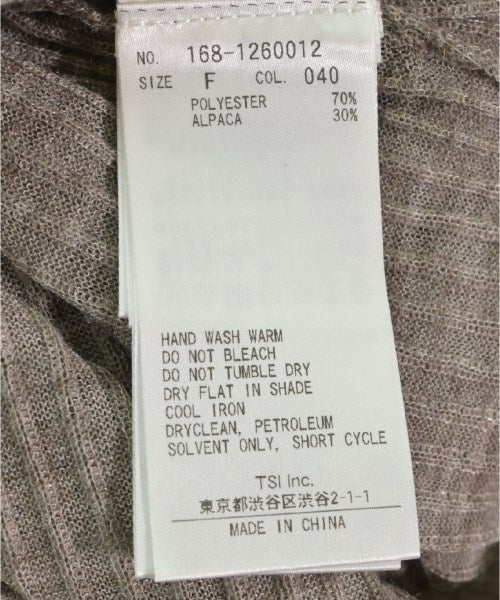 NO. 168-1260012
SIZE F COL. 040
POLYESTER 70%
ALPACA 30%
HAND WASH WARM
DO NOT BLEACH
DO NOT TUMBLE DRY
DRY FLAT IN SHADE
COOL IRON
DRYCLEAN, PETROLEUM
SOLVENT ONLY, SHORT CYCLE
TSI Inc.
東京都渋谷区渋谷2-1-1
MADE IN CHINA